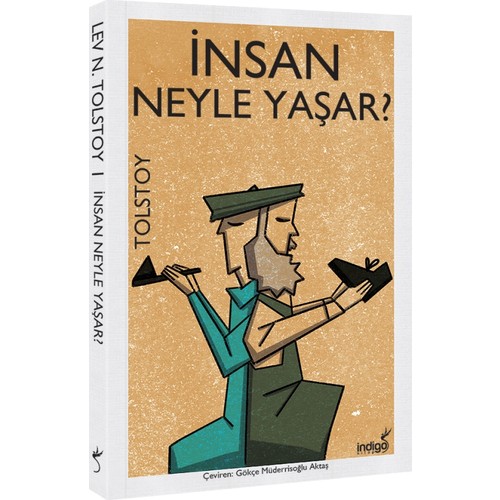 LEV N. TOLSTOY | İNSAN NEYLE YAŞAR?
İNSAN
NEYLE YAŞAR?
TOLSTOY
indigo
Çeviren: Gökçe Müderrisoğlu Aktaş